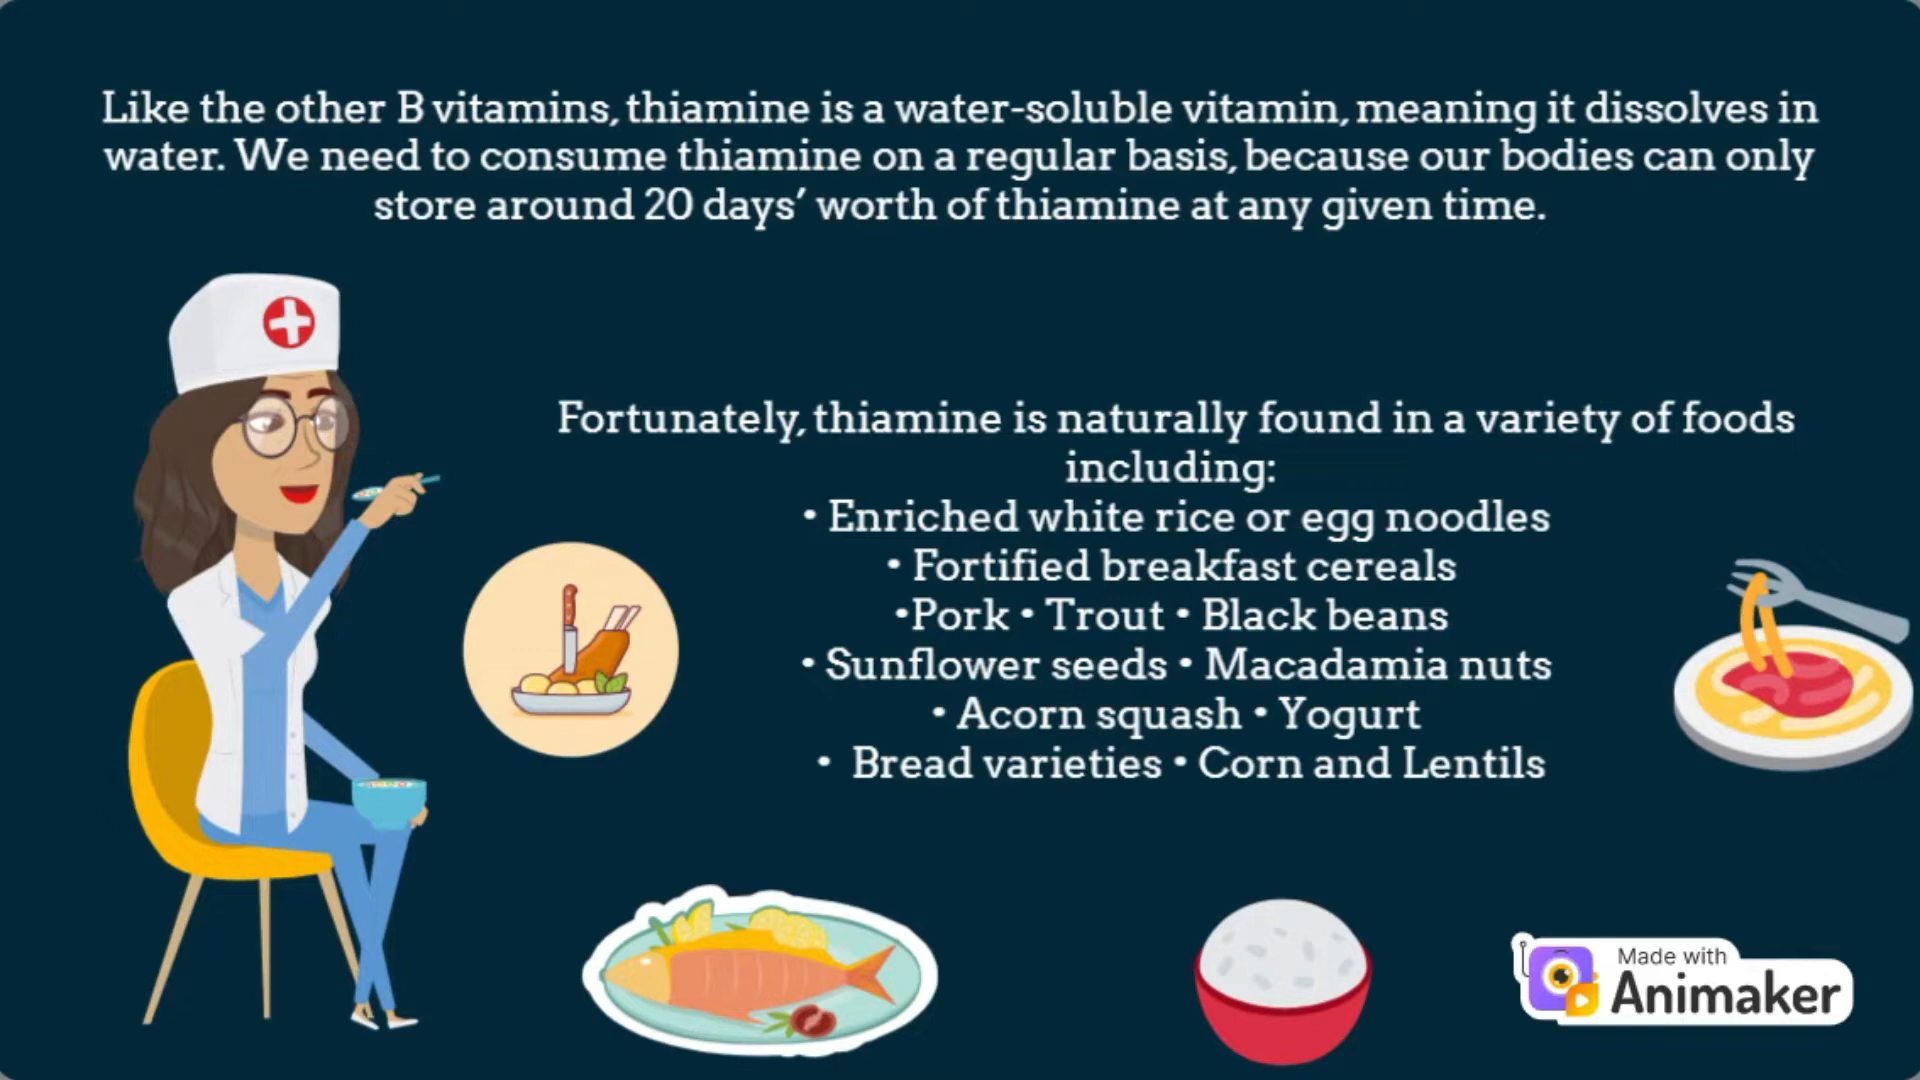 Like the other B vitamins, thiamine is a water-soluble vitamin, meaning it dissolves in
water. We need to consume thiamine on a regular basis, because our bodies can only
store around 20 days’ worth of thiamine at any given time.
Fortunately, thiamine is naturally found in a variety of foods
including:
• Enriched white rice or egg noodles
• Fortified breakfast cereals
•Pork • Trout • Black beans
• Sunflower seeds • Macadamia nuts
• Acorn squash • Yogurt
• Bread varieties • Corn and Lentils
Made with
Animaker